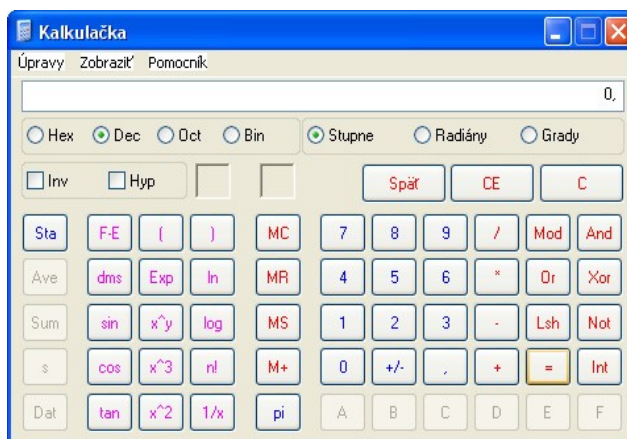 Kalkulačka
Úpravy Zobraziť Pomocník
0,
Hex Dec Oct Bin Stupne Radiány Grady
Inv Hyp Späť CE C
Sta F-E ( ) MC 7 8 9 / Mod And
Ave dms Exp ln MR 4 5 6 * Or Xor
Sum sin x^y log MS 1 2 3 - Lsh Not
s cos x^3 n! M+ 0 +/- , + = Int
Dat tan x^2 1/x pi A B C D E F